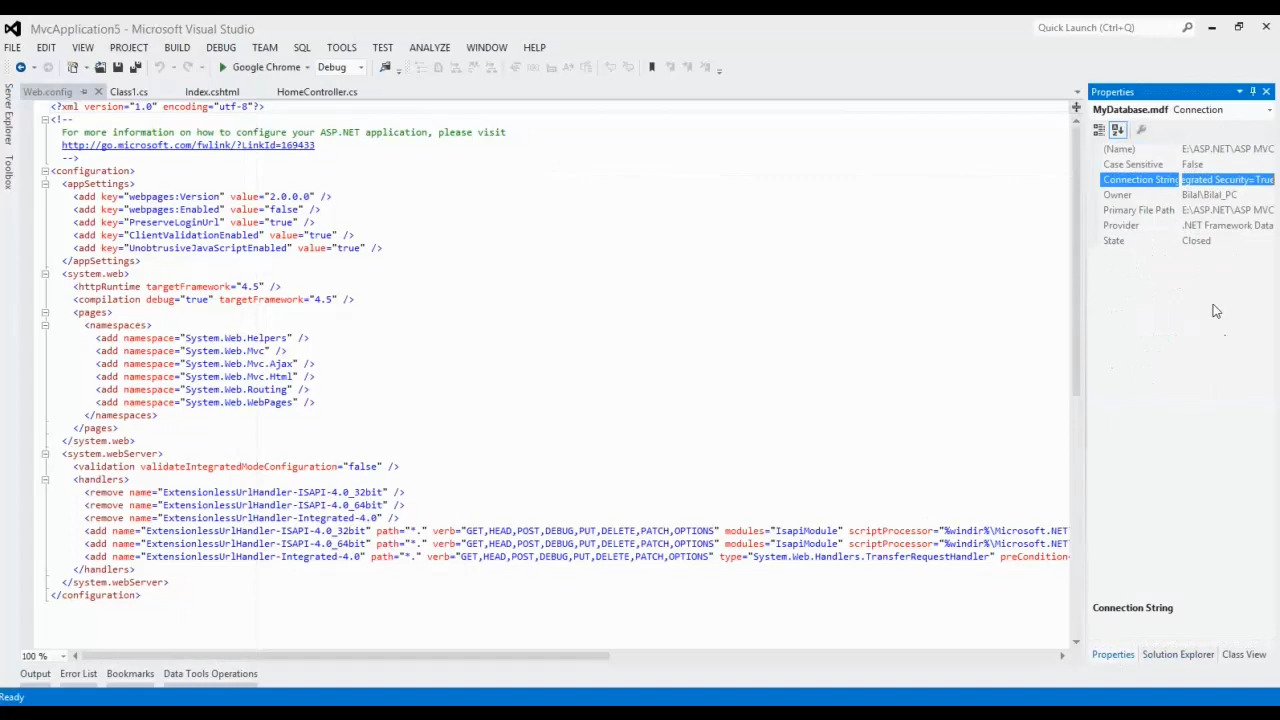 MvcApplication5 - Microsoft Visual Studio
Quick Launch (Ctrl+Q)
FILE EDIT VIEW PROJECT BUILD DEBUG TEAM SQL TOOLS TEST ANALYZE WINDOW HELP
Google Chrome Debug
Server Explorer
Toolbox
Web.config Class1.cs Index.cshtml HomeController.cs
<?xml version="1.0" encoding="utf-8"?>
<!--
For more information on how to configure your ASP.NET application, please visit
http://go.microsoft.com/fwlink/?LinkId=169433
-->
<configuration>
<appSettings>
<add key="webpages:Version" value="2.0.0.0" />
<add key="webpages:Enabled" value="false" />
<add key="PreserveLoginUrl" value="true" />
<add key="ClientValidationEnabled" value="true" />
<add key="UnobtrusiveJavaScriptEnabled" value="true" />
</appSettings>
<system.web>
<httpRuntime targetFramework="4.5" />
<compilation debug="true" targetFramework="4.5" />
<pages>
<namespaces>
<add namespace="System.Web.Helpers" />
<add namespace="System.Web.Mvc" />
<add namespace="System.Web.Mvc.Ajax" />
<add namespace="System.Web.Mvc.Html" />
<add namespace="System.Web.Routing" />
<add namespace="System.Web.WebPages" />
</namespaces>
</pages>
</system.web>
<system.webServer>
<validation validateIntegratedModeConfiguration="false" />
<handlers>
<remove name="ExtensionlessUrlHandler-ISAPI-4.0_32bit" />
<remove name="ExtensionlessUrlHandler-ISAPI-4.0_64bit" />
<remove name="ExtensionlessUrlHandler-Integrated-4.0" />
<add name="ExtensionlessUrlHandler-ISAPI-4.0_32bit" path="*." verb="GET,HEAD,POST,DEBUG,PUT,DELETE,PATCH,OPTIONS" modules="IsapiModule" scriptProcessor="%windir%\Microsoft.NET
<add name="ExtensionlessUrlHandler-ISAPI-4.0_64bit" path="*." verb="GET,HEAD,POST,DEBUG,PUT,DELETE,PATCH,OPTIONS" modules="IsapiModule" scriptProcessor="%windir%\Microsoft.NET
<add name="ExtensionlessUrlHandler-Integrated-4.0" path="*." verb="GET,HEAD,POST,DEBUG,PUT,DELETE,PATCH,OPTIONS" type="System.Web.Handlers.TransferRequestHandler" preCondition=
</handlers>
</system.webServer>
</configuration>
100 %
Properties
MyDatabase.mdf Connection
(Name) E:\ASP.NET\ASP MVC
Case Sensitive False
Connection String egrated Security=True
Owner Bilal\Bilal_PC
Primary File Path E:\ASP.NET\ASP MVC
Provider .NET Framework Data
State Closed
Connection String
Properties Solution Explorer Class View
Output Error List Bookmarks Data Tools Operations
Ready